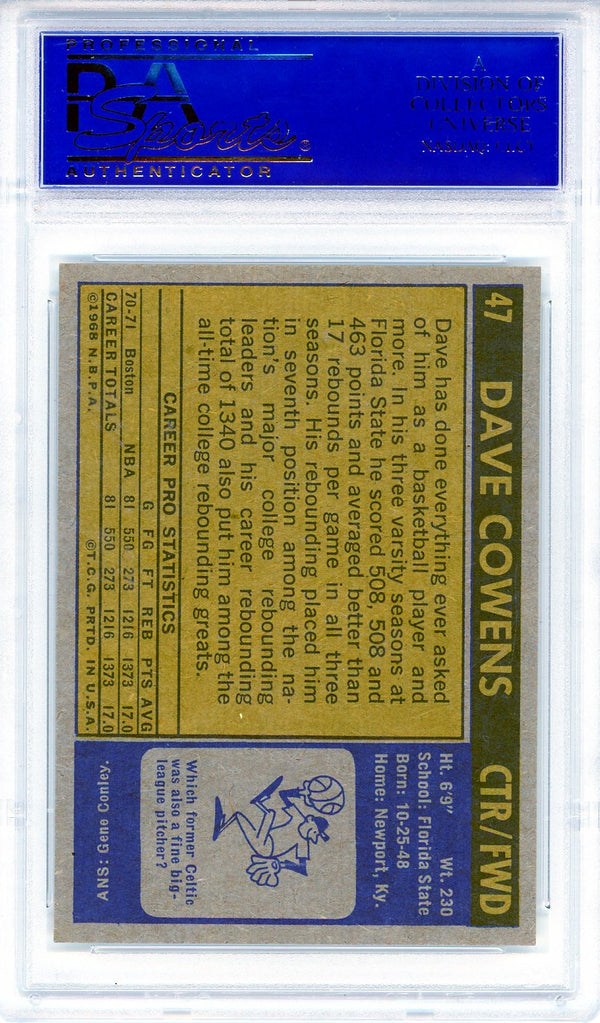 PROFESSIONAL
PSA
Sports®
AUTHENTICATOR
A
DIVISION OF
COLLECTORS
UNIVERSE
NASDAQ: CLCT
47 DAVE COWENS CTR/FWD
Dave has done everything ever asked
of him as a basketball player and
more. In his three varsity seasons at
Florida State he scored 508, 508 and
463 points and averaged better than
17 rebounds per game in all three
seasons. His rebounding placed him
in seventh position among the na-
tion's major college rebounding
leaders and his career rebounding
total of 1340 also put him among the
all-time college rebounding greats.
CAREER PRO STATISTICS
G FG FT REB PTS AVG
70-71 Boston NBA 81 550 273 1216 1373 17.0
CAREER TOTALS 81 550 273 1216 1373 17.0
©1968 N.B.P.A. ©T.C.G. PRTD. IN U.S.A.
Ht. 6'9" Wt. 230
School: Florida State
Born: 10-25-48
Home: Newport, Ky.
Which former Celtic
was also a fine big-
league pitcher?
ANS: Gene Conley.